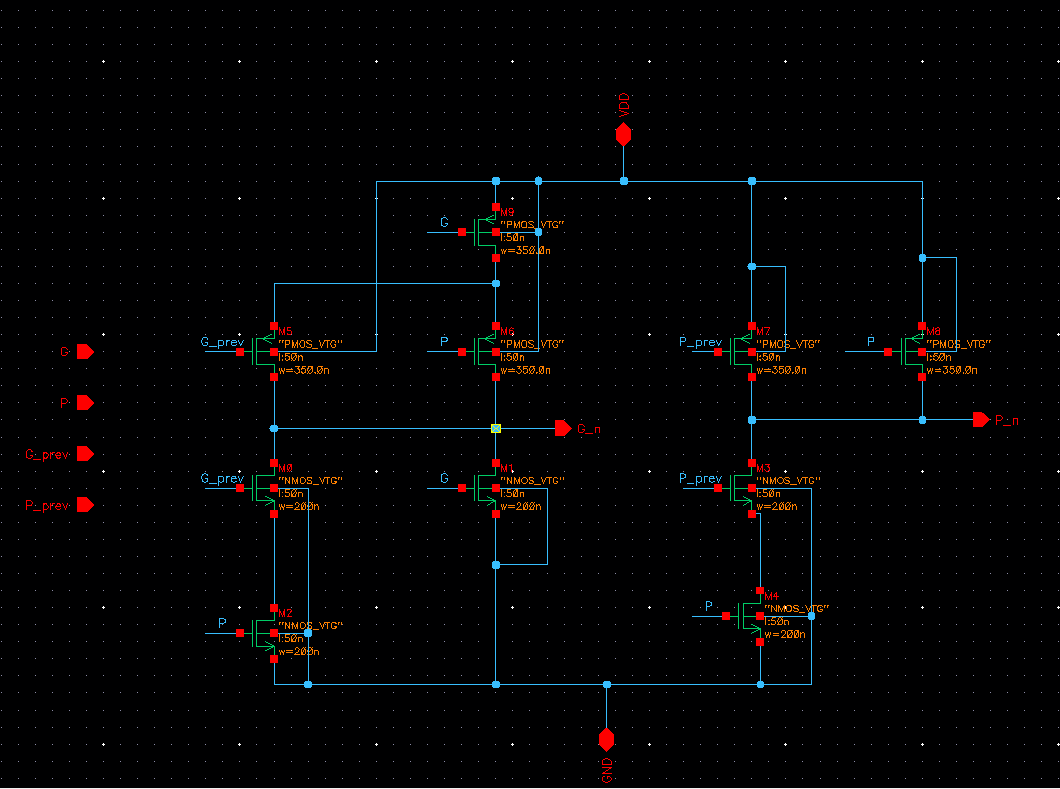 VDD
G
M9
"PMOS_VTG"
l:50n
w=350.0n
G_prev
M5
"PMOS_VTG"
l:50n
w=350.0n
P
M6
"PMOS_VTG"
l:50n
w=350.0n
P_prev
M7
"PMOS_VTG"
l:50n
w=350.0n
P
M8
"PMOS_VTG"
l:50n
w=350.0n
G
P
G_prev
P_prev
G_n
P_n
G_prev
M0
"NMOS_VTG"
l:50n
w=200n
G
M1
"NMOS_VTG"
l:50n
w=200n
P_prev
M3
"NMOS_VTG"
l:50n
w=200n
P
M2
"NMOS_VTG"
l:50n
w=200n
P
M4
"NMOS_VTG"
l:50n
w=200n
GND